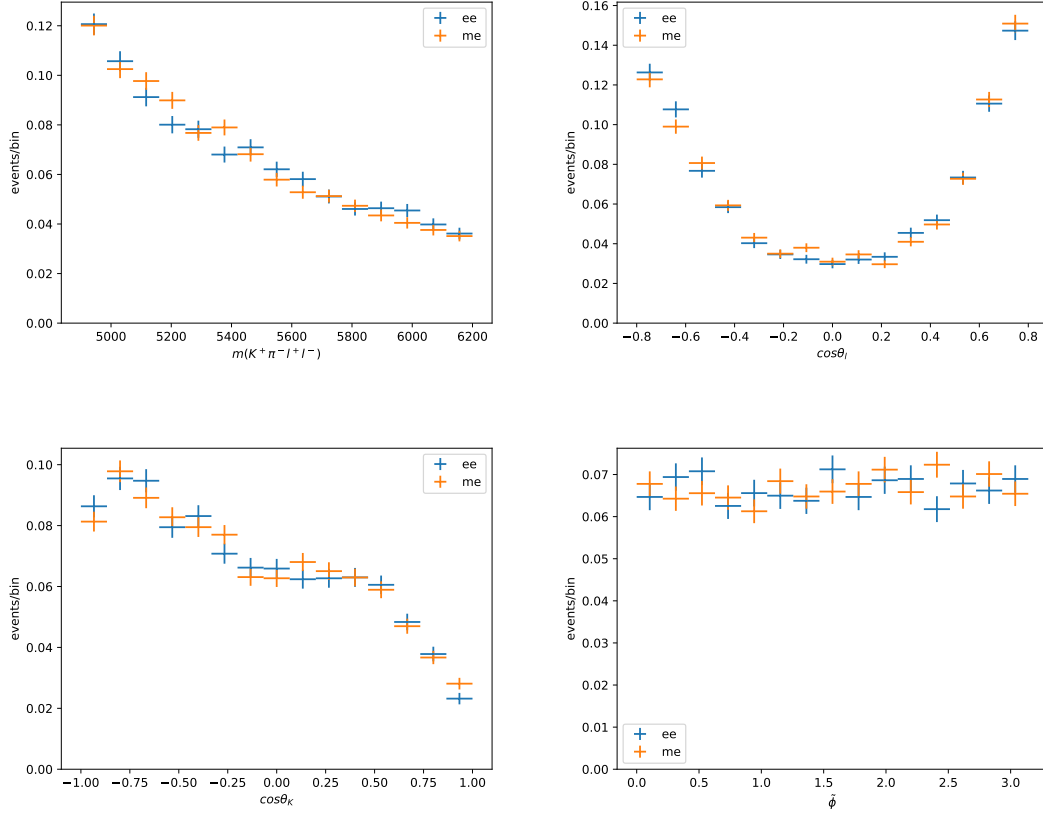 0.12
0.10
0.08
0.06
0.04
0.02
0.00
events/bin
ee
me
5000 5200 5400 5600 5800 6000 6200
m(K⁺π⁻l⁺l⁻)
0.16
0.14
0.12
0.10
0.08
0.06
0.04
0.02
0.00
events/bin
ee
me
−0.8 −0.6 −0.4 −0.2 0.0 0.2 0.4 0.6 0.8
cosθₗ
0.10
0.08
0.06
0.04
0.02
0.00
events/bin
ee
me
−1.00 −0.75 −0.50 −0.25 0.00 0.25 0.50 0.75 1.00
cosθ_K
0.07
0.06
0.05
0.04
0.03
0.02
0.01
0.00
events/bin
ee
me
0.0 0.5 1.0 1.5 2.0 2.5 3.0
ϕ̃